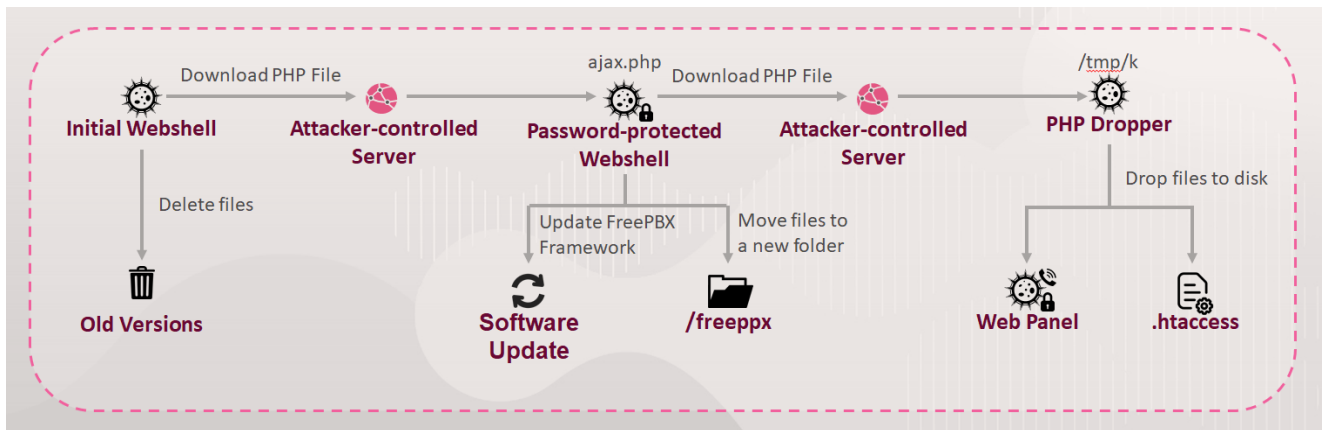 Download PHP File
Initial Webshell
Delete files
Old Versions
Attacker-controlled
Server
ajax.php
Password-protected
Webshell
Update FreePBX
Framework
Software
Update
Move files to
a new folder
/freeppx
Download PHP File
Attacker-controlled
Server
/tmp/k
PHP Dropper
Drop files to disk
Web Panel
.htaccess